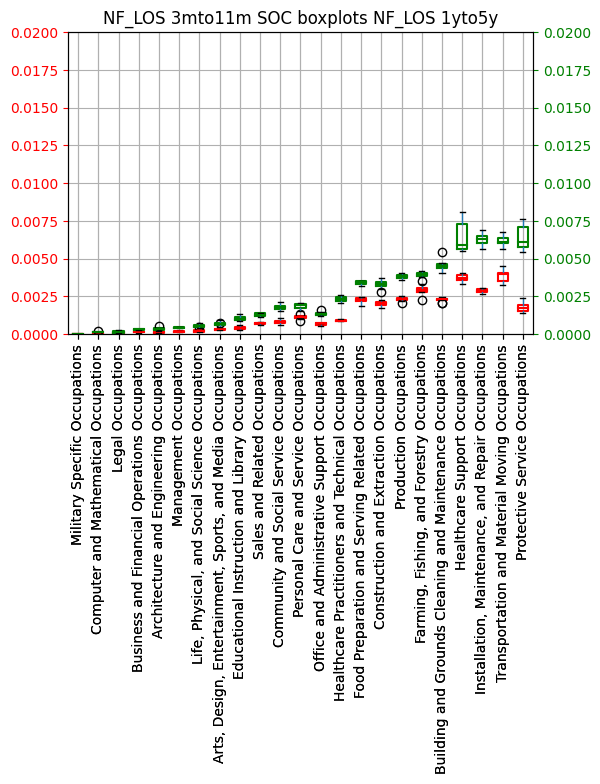 NF_LOS 3mto11m SOC boxplots NF_LOS 1yto5y
0.0200 0.0200
0.0175 0.0175
0.0150 0.0150
0.0125 0.0125
0.0100 0.0100
0.0075 0.0075
0.0050 0.0050
0.0025 0.0025
0.0000 0.0000
Military Specific Occupations
Computer and Mathematical Occupations
Legal Occupations
Business and Financial Operations Occupations
Architecture and Engineering Occupations
Management Occupations
Life, Physical, and Social Science Occupations
Arts, Design, Entertainment, Sports, and Media Occupations
Educational Instruction and Library Occupations
Sales and Related Occupations
Community and Social Service Occupations
Personal Care and Service Occupations
Office and Administrative Support Occupations
Healthcare Practitioners and Technical Occupations
Food Preparation and Serving Related Occupations
Construction and Extraction Occupations
Production Occupations
Farming, Fishing, and Forestry Occupations
Building and Grounds Cleaning and Maintenance Occupations
Healthcare Support Occupations
Installation, Maintenance, and Repair Occupations
Transportation and Material Moving Occupations
Protective Service Occupations